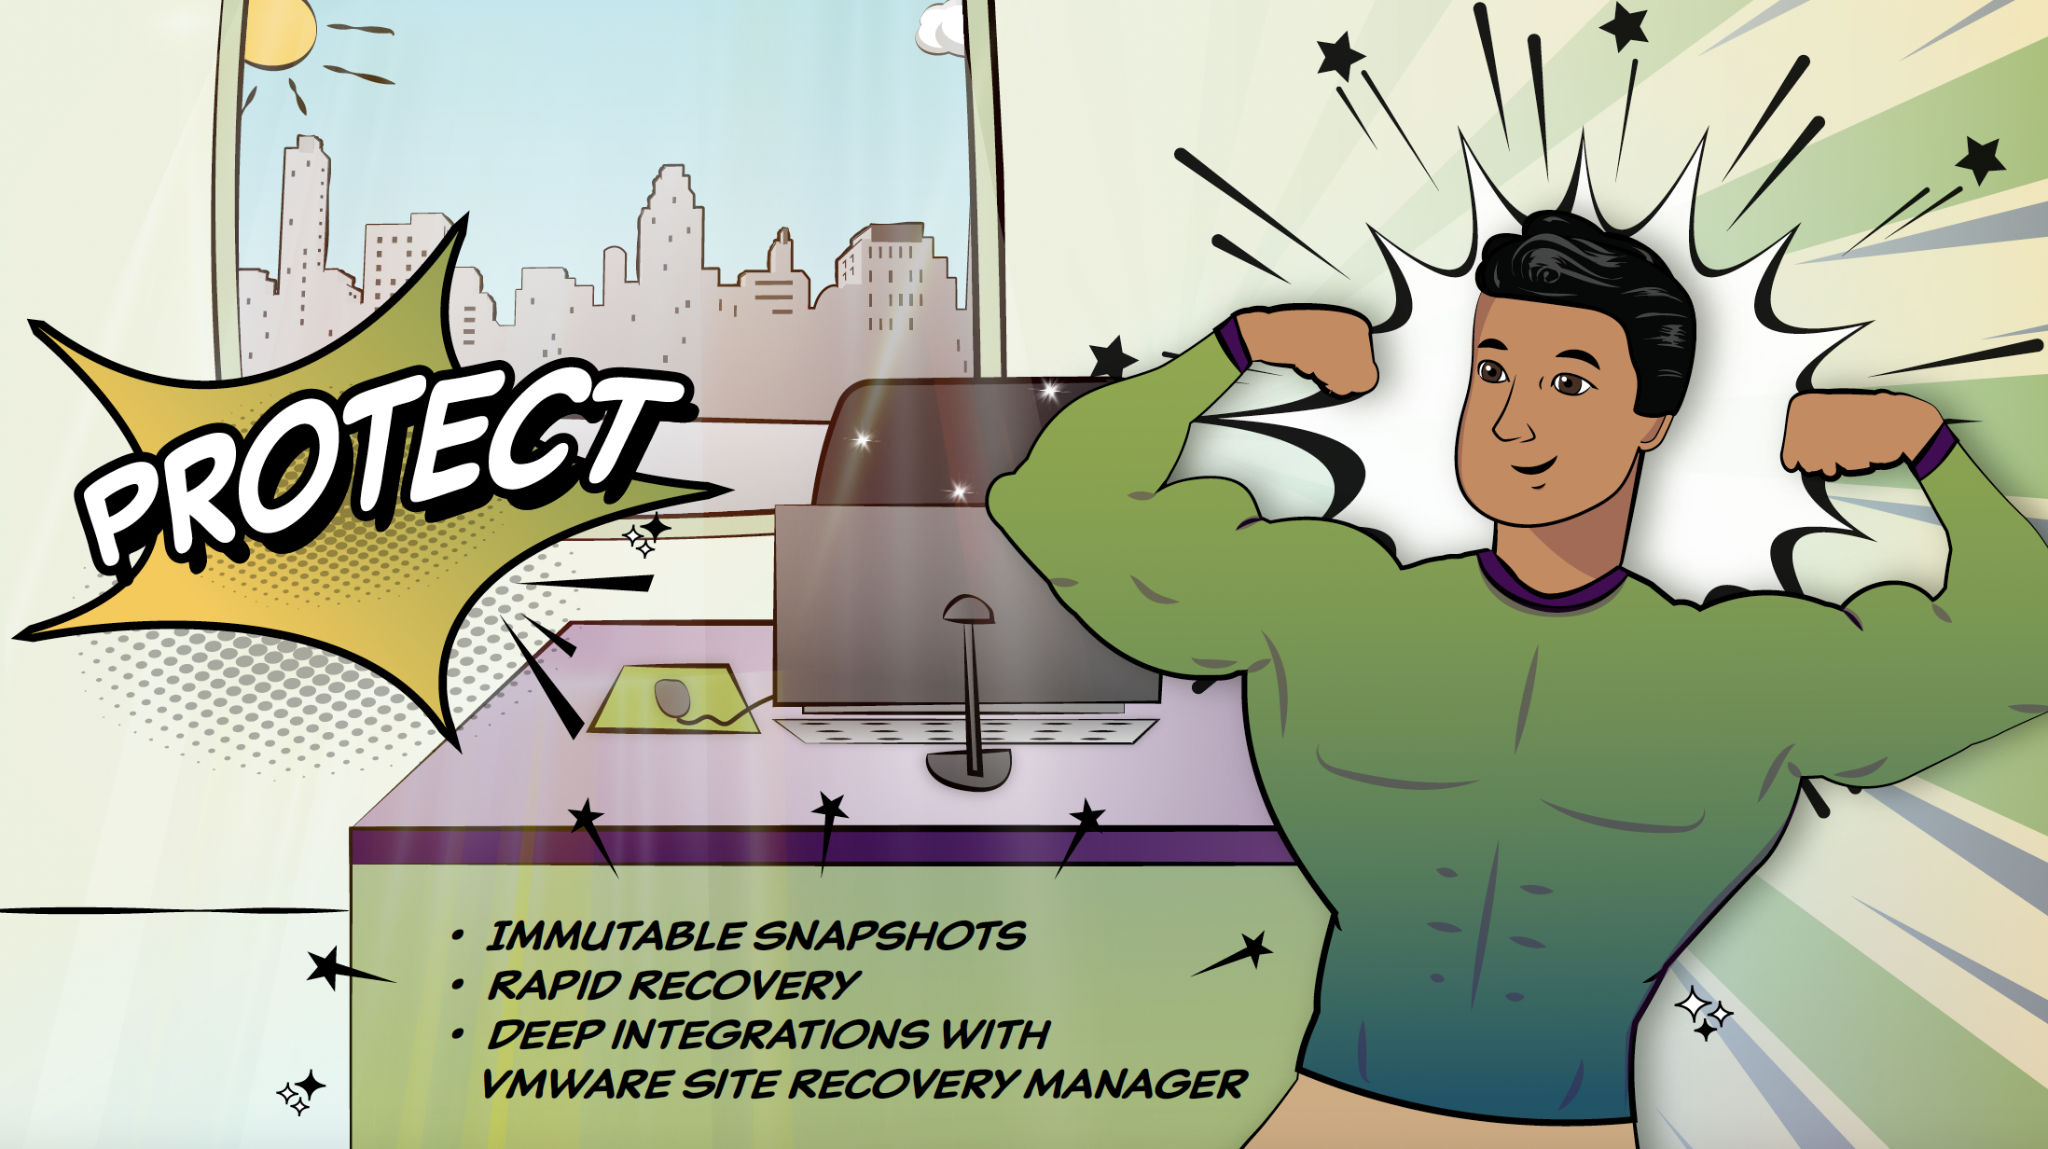 PROTECT
• IMMUTABLE SNAPSHOTS
• RAPID RECOVERY
• DEEP INTEGRATIONS WITH
VMWARE SITE RECOVERY MANAGER